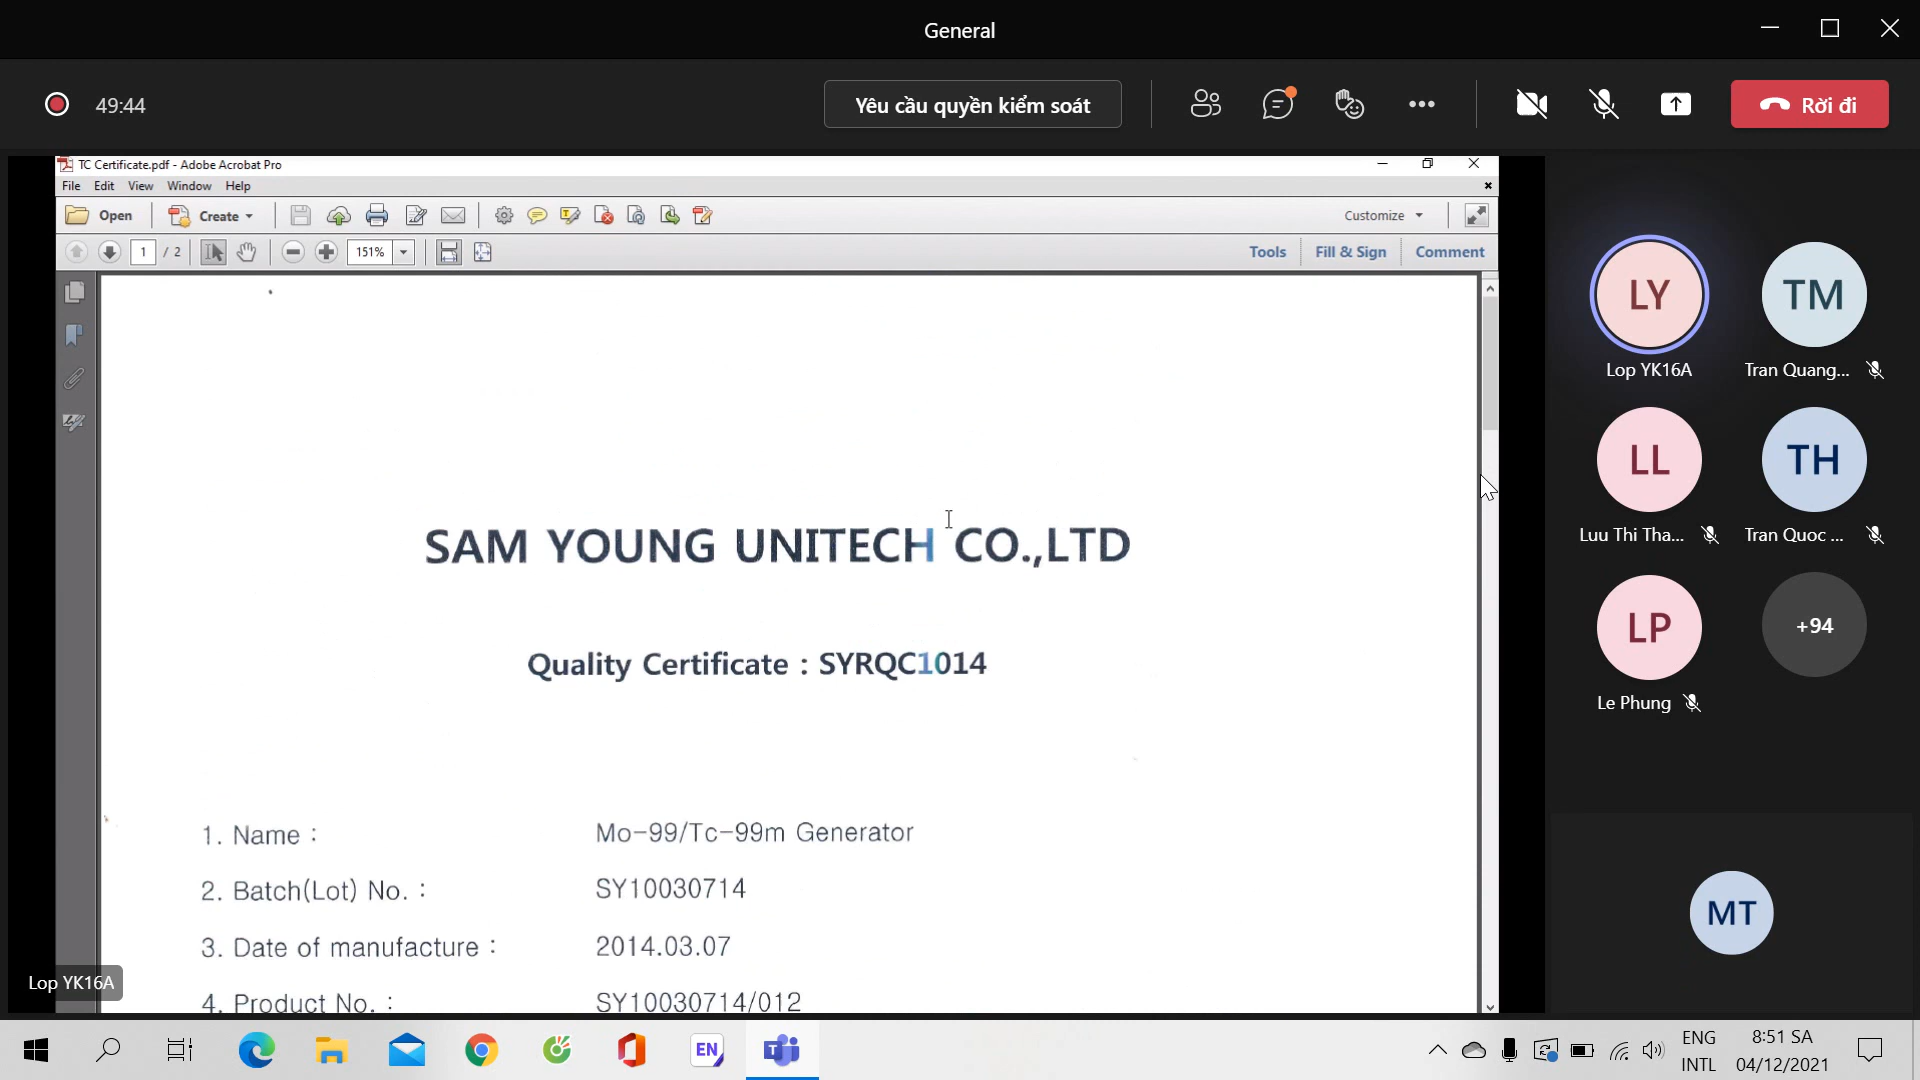 General
49:44
Yêu cầu quyền kiểm soát
Rời đi
TC Certificate.pdf - Adobe Acrobat Pro
File Edit View Window Help
Open Create Customize
1 / 2 151% Tools Fill & Sign Comment
SAM YOUNG UNITECH CO.,LTD
Quality Certificate : SYRQC1014
1. Name : Mo-99/Tc-99m Generator
2. Batch(Lot) No. : SY10030714
3. Date of manufacture : 2014.03.07
4. Product No. : SY10030714/012
Lop YK16A
LY
Lop YK16A
TM
Tran Quang...
LL
Luu Thi Tha...
TH
Tran Quoc ...
LP
Le Phung
+94
MT
EN
T
ENG
INTL
8:51 SA
04/12/2021